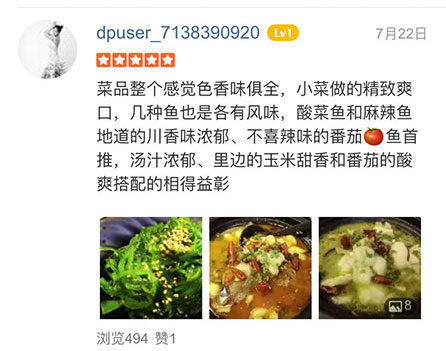 dpuser_7138390920 Lv1 7月22日
菜品整个感觉色香味俱全，小菜做的精致爽
口，几种鱼也是各有风味，酸菜鱼和麻辣鱼
地道的川香味浓郁、不喜辣味的番茄🍅鱼首
推，汤汁浓郁、里边的玉米甜香和番茄的酸
爽搭配的相得益彰
8
浏览494 赞1